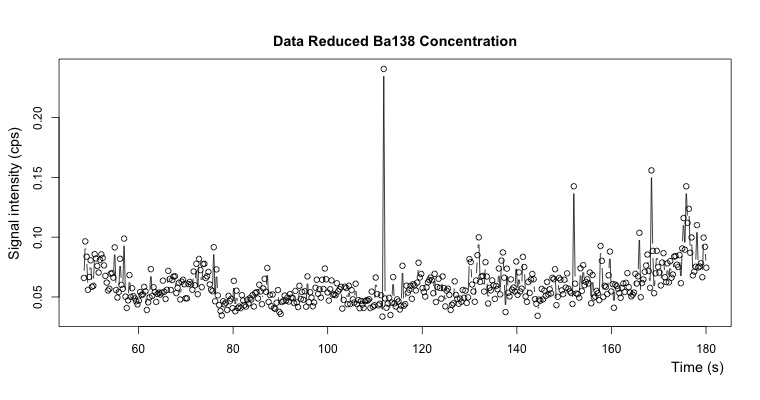 Data Reduced Ba138 Concentration
Signal intensity (cps)
0.20
0.15
0.10
0.05
60 80 100 120 140 160 180
Time (s)